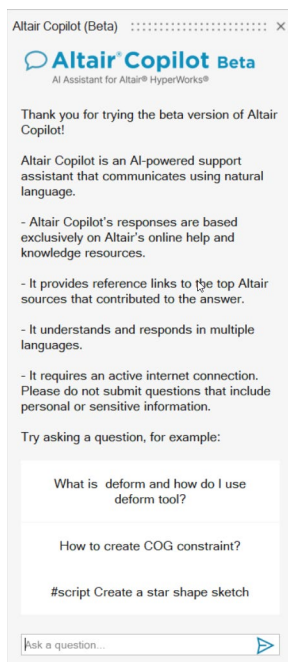 Altair Copilot (Beta)
Altair® Copilot Beta
AI Assistant for Altair® HyperWorks®
Thank you for trying the beta version of Altair
Copilot!
Altair Copilot is an AI-powered support
assistant that communicates using natural
language.
- Altair Copilot's responses are based
exclusively on Altair's online help and
knowledge resources.
- It provides reference links to the top Altair
sources that contributed to the answer.
- It understands and responds in multiple
languages.
- It requires an active internet connection.
Please do not submit questions that include
personal or sensitive information.
Try asking a question, for example:
What is deform and how do I use
deform tool?
How to create COG constraint?
#script Create a star shape sketch
Ask a question...